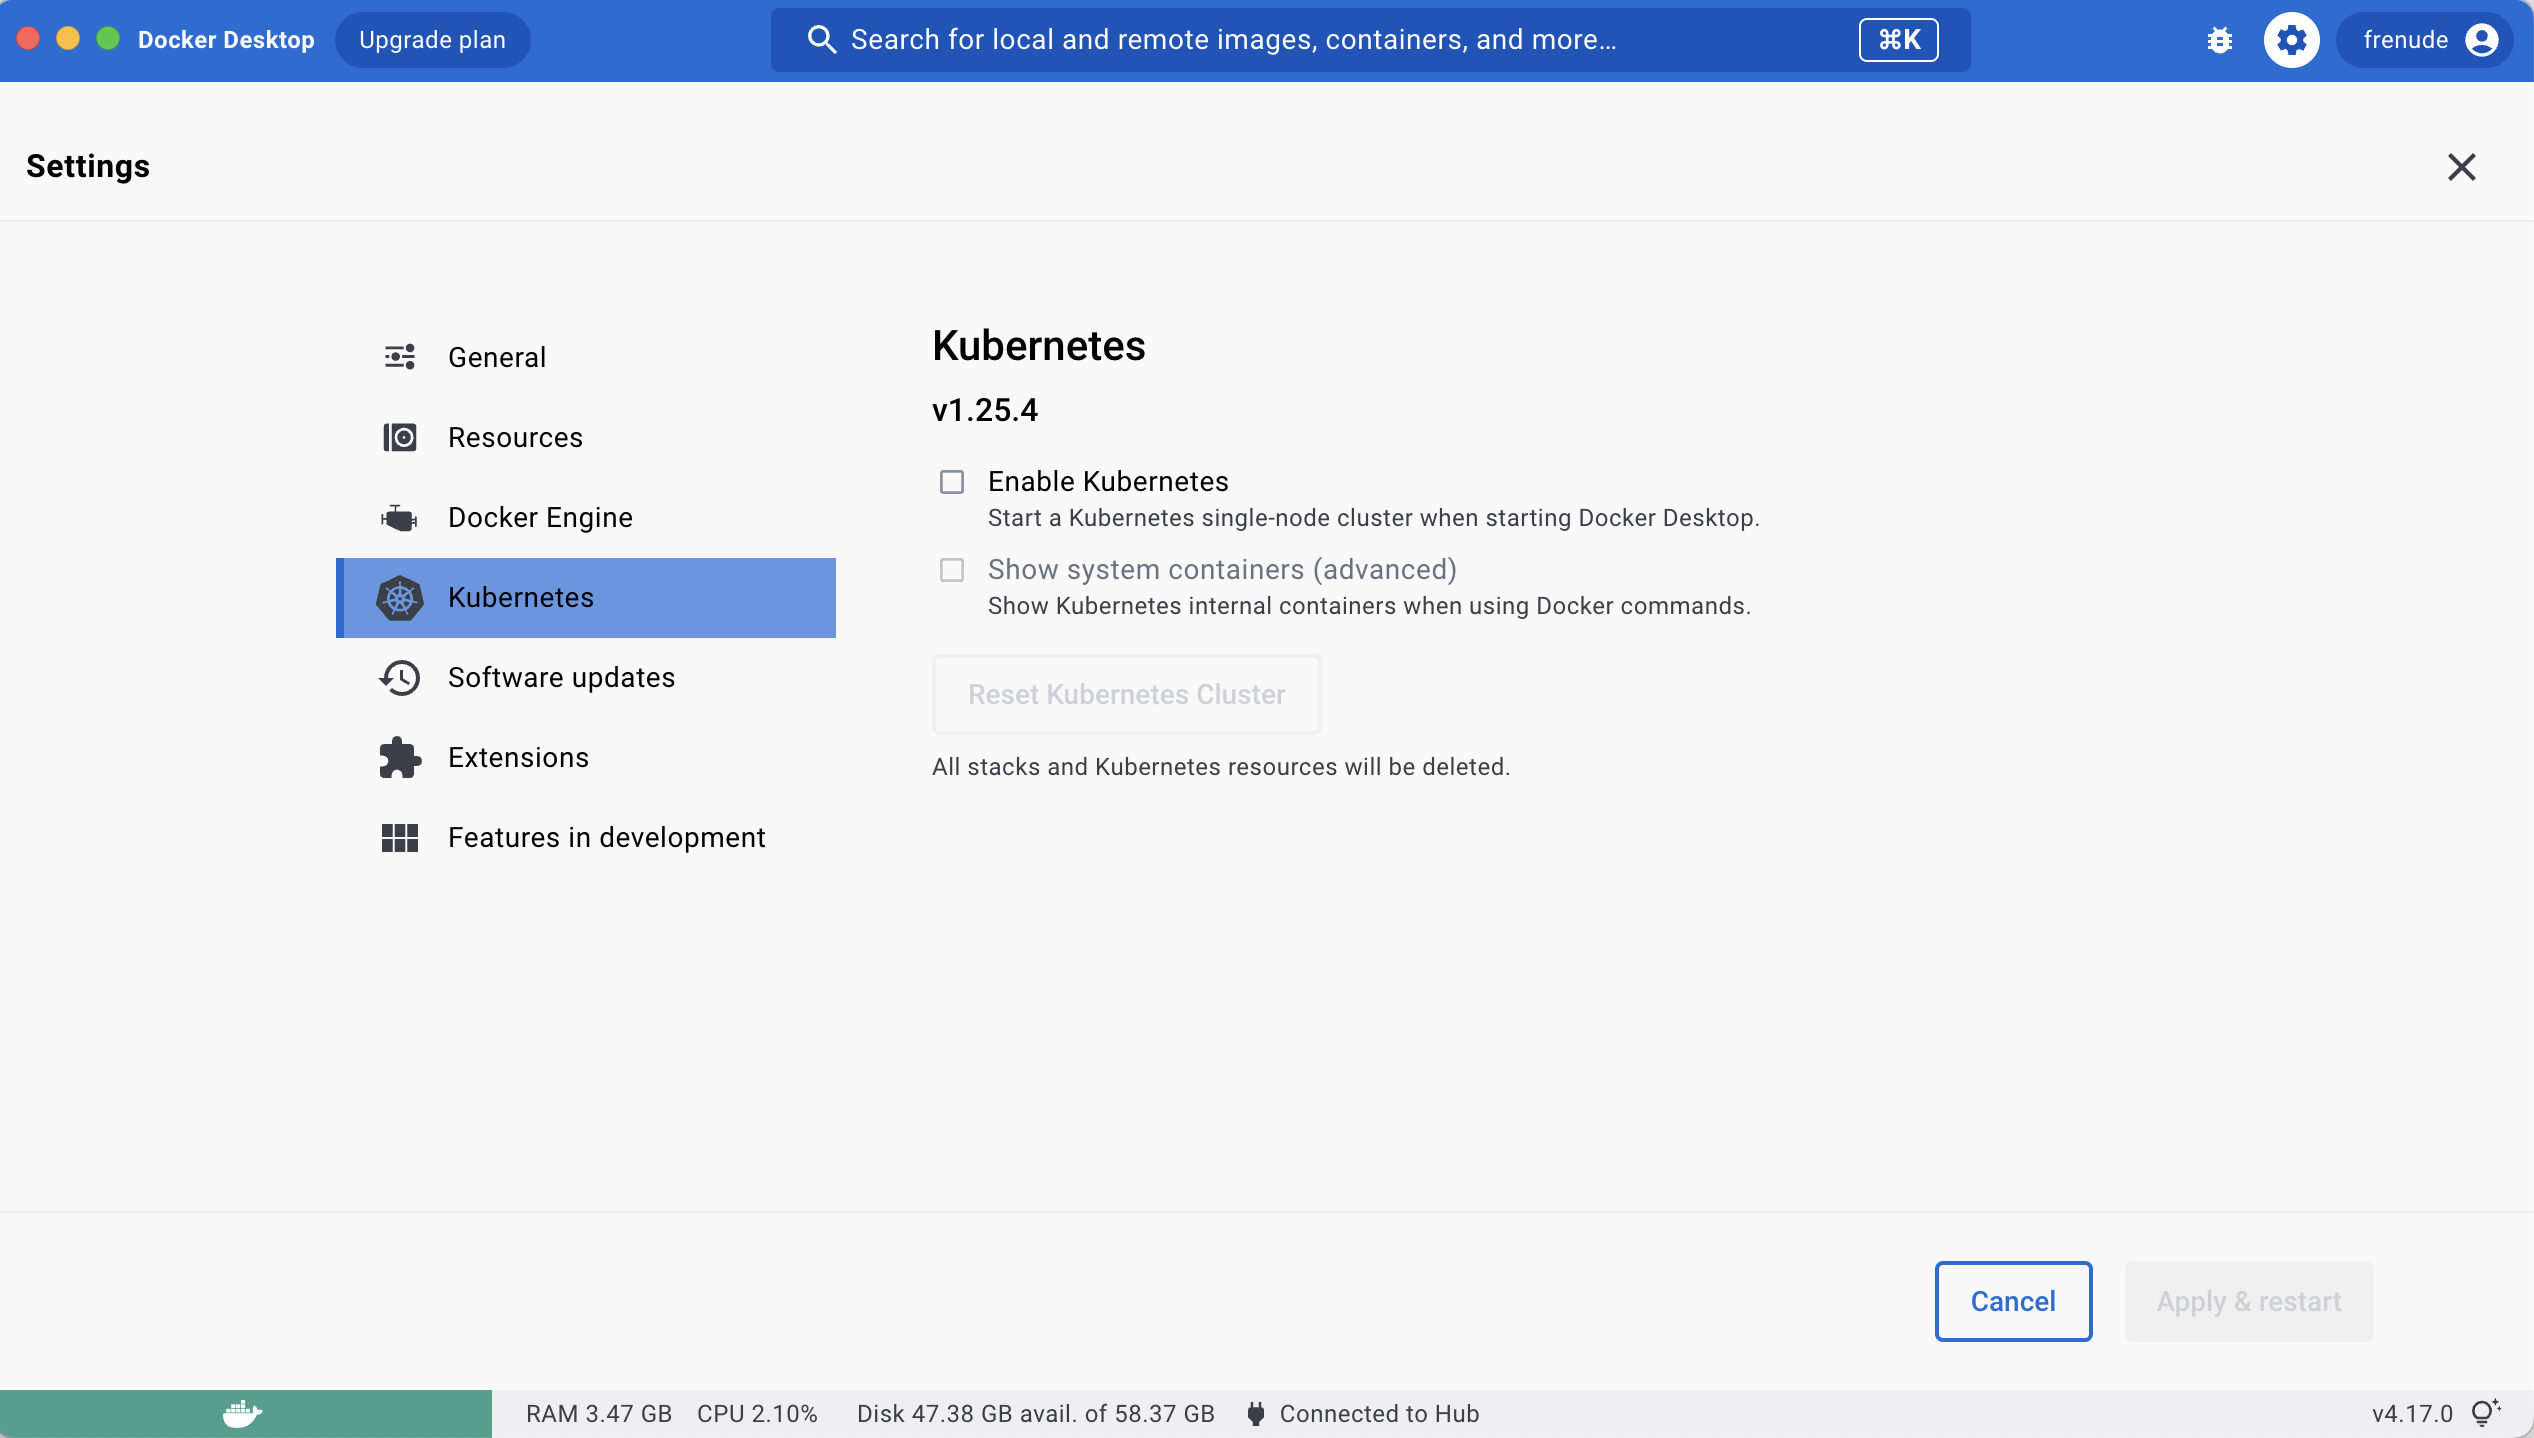 Docker Desktop
Upgrade plan
Search for local and remote images, containers, and more…
⌘K
frenude
Settings
General
Resources
Docker Engine
Kubernetes
Software updates
Extensions
Features in development
Kubernetes
v1.25.4
Enable Kubernetes
Start a Kubernetes single-node cluster when starting Docker Desktop.
Show system containers (advanced)
Show Kubernetes internal containers when using Docker commands.
Reset Kubernetes Cluster
All stacks and Kubernetes resources will be deleted.
Cancel
Apply & restart
RAM 3.47 GB CPU 2.10% Disk 47.38 GB avail. of 58.37 GB Connected to Hub
v4.17.0